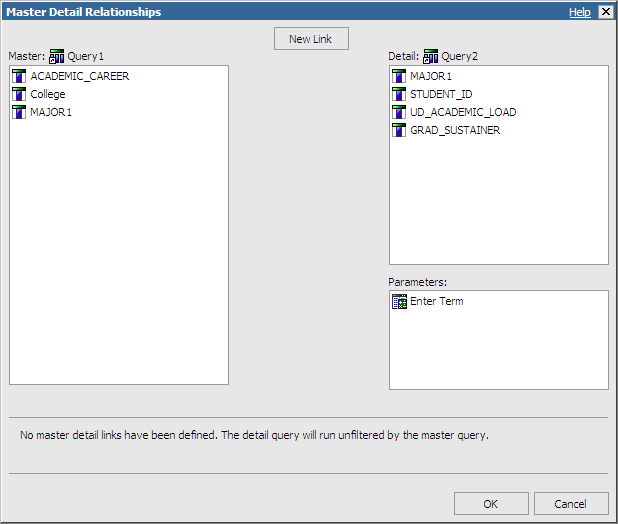 Master Detail Relationships
Help
New Link
Master: Query1
ACADEMIC_CAREER
College
MAJOR1
Detail: Query2
MAJOR1
STUDENT_ID
UD_ACADEMIC_LOAD
GRAD_SUSTAINER
Parameters:
Enter Term
No master detail links have been defined. The detail query will run unfiltered by the master query.
OK
Cancel